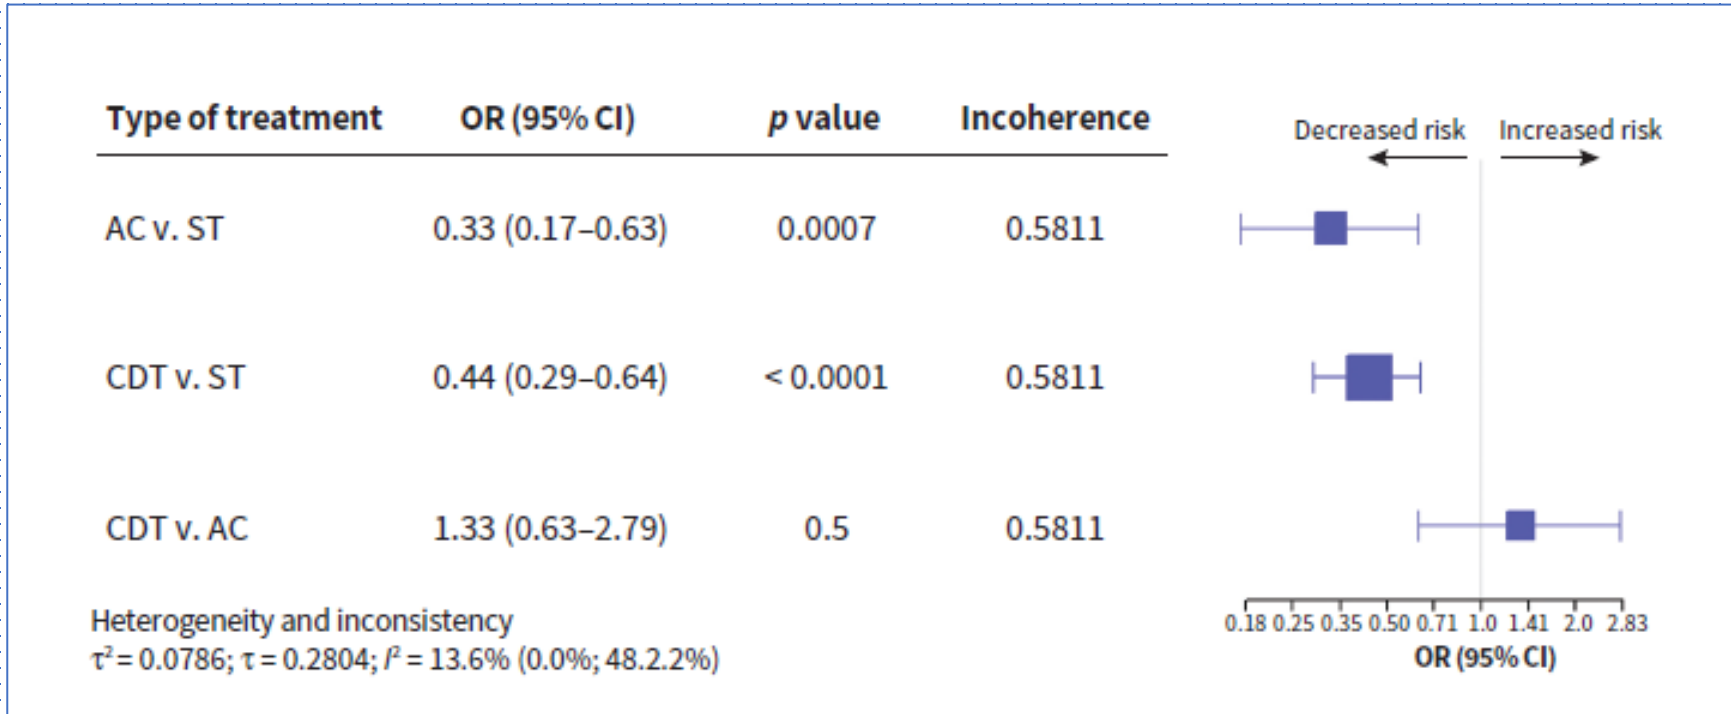 Type of treatment OR (95% CI) p value Incoherence
Decreased risk Increased risk
AC v. ST 0.33 (0.17–0.63) 0.0007 0.5811
CDT v. ST 0.44 (0.29–0.64) < 0.0001 0.5811
CDT v. AC 1.33 (0.63–2.79) 0.5 0.5811
Heterogeneity and inconsistency
τ² = 0.0786; τ = 0.2804; I² = 13.6% (0.0%; 48.2.2%)
0.18 0.25 0.35 0.50 0.71 1.0 1.41 2.0 2.83
OR (95% CI)